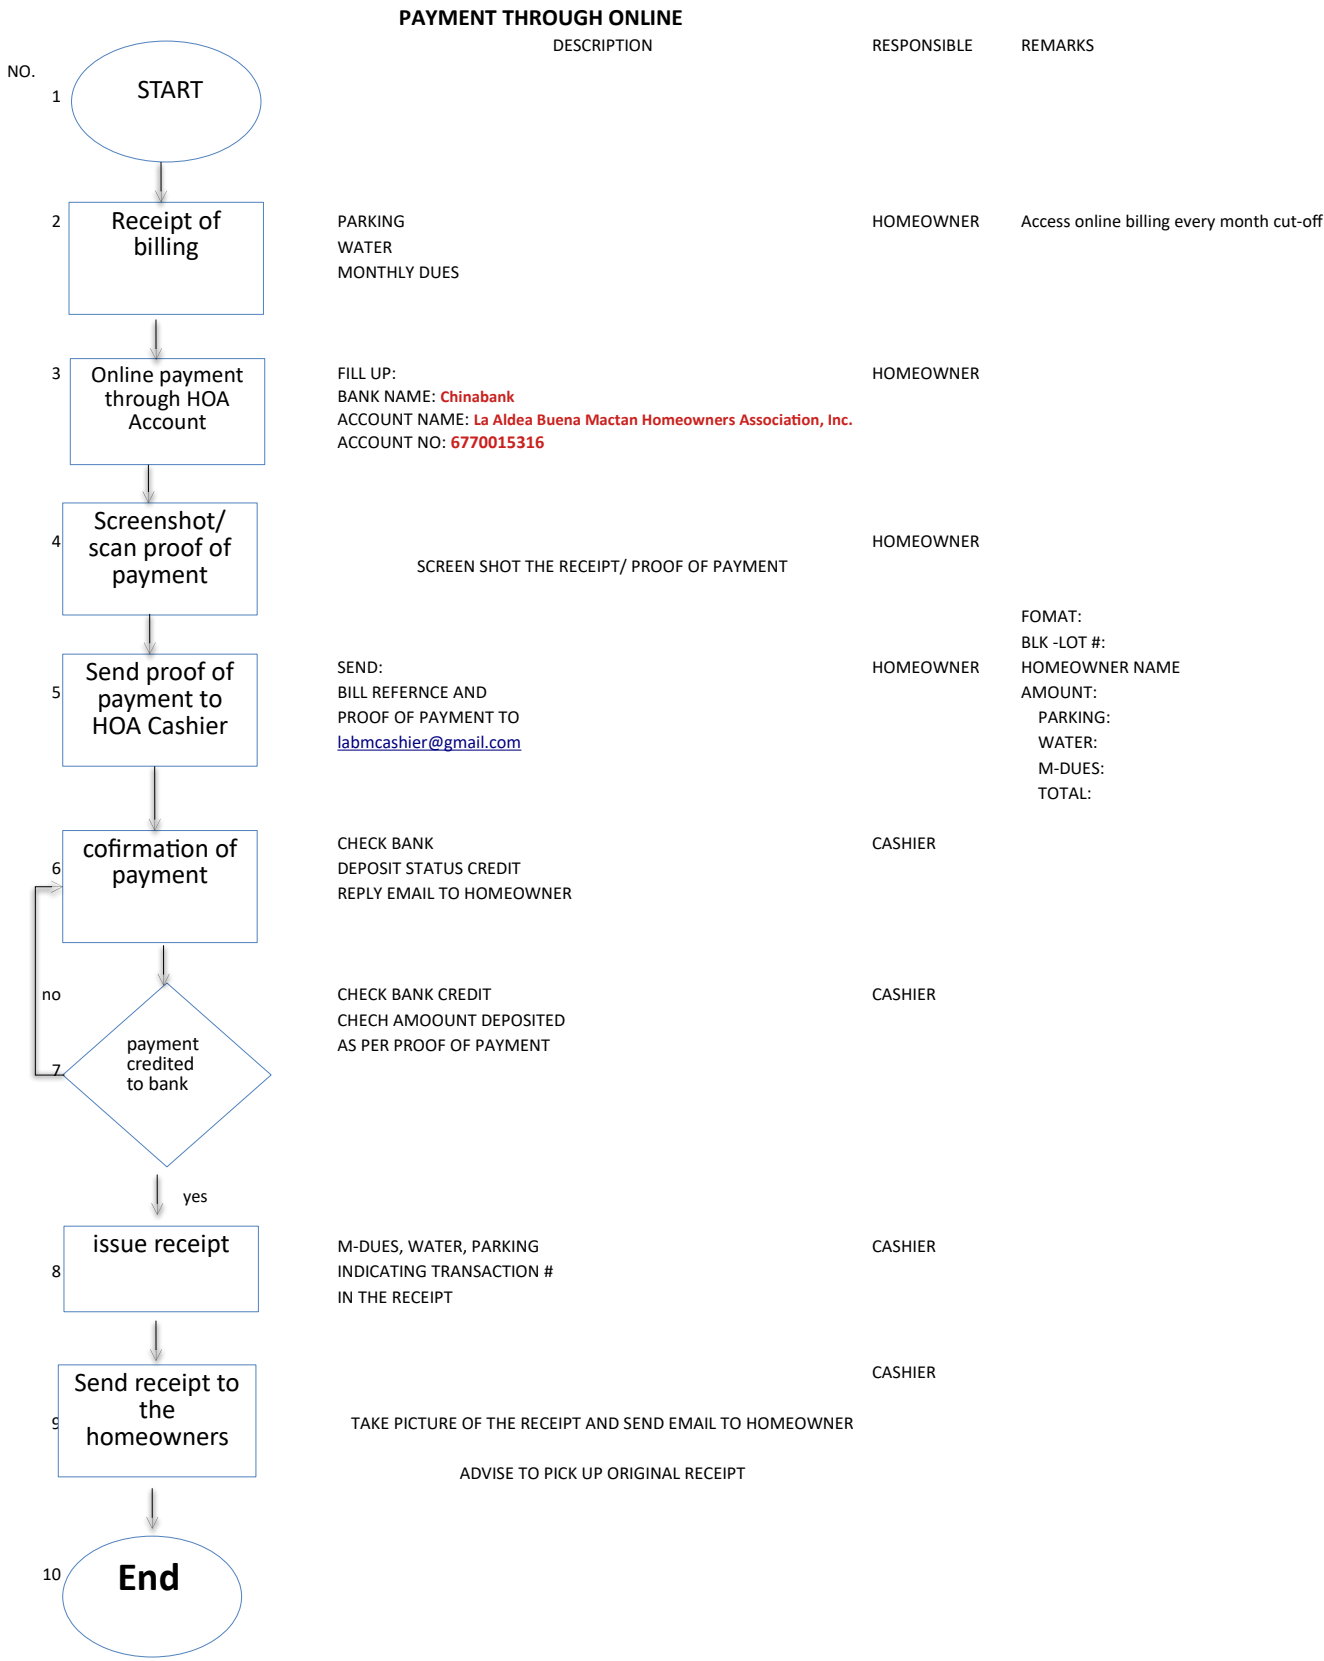 PAYMENT THROUGH ONLINE
DESCRIPTION RESPONSIBLE REMARKS
NO.
1 START
2 Receipt of
billing
PARKING HOMEOWNER Access online billing every month cut-off
WATER
MONTHLY DUES
3 Online payment
through HOA
Account
FILL UP: HOMEOWNER
BANK NAME: Chinabank
ACCOUNT NAME: La Aldea Buena Mactan Homeowners Association, Inc.
ACCOUNT NO: 6770015316
4 Screenshot/
scan proof of
payment
HOMEOWNER
SCREEN SHOT THE RECEIPT/ PROOF OF PAYMENT
FOMAT:
BLK -LOT #:
5 Send proof of
payment to
HOA Cashier
SEND: HOMEOWNER HOMEOWNER NAME
BILL REFERNCE AND AMOUNT:
PROOF OF PAYMENT TO PARKING:
labmcashier@gmail.com WATER:
M-DUES:
TOTAL:
6 cofirmation of
payment
CHECK BANK CASHIER
DEPOSIT STATUS CREDIT
REPLY EMAIL TO HOMEOWNER
no
7 payment
credited
to bank
CHECK BANK CREDIT CASHIER
CHECH AMOOUNT DEPOSITED
AS PER PROOF OF PAYMENT
yes
8 issue receipt
M-DUES, WATER, PARKING CASHIER
INDICATING TRANSACTION #
IN THE RECEIPT
9 Send receipt to
the
homeowners
CASHIER
TAKE PICTURE OF THE RECEIPT AND SEND EMAIL TO HOMEOWNER
ADVISE TO PICK UP ORIGINAL RECEIPT
10 End